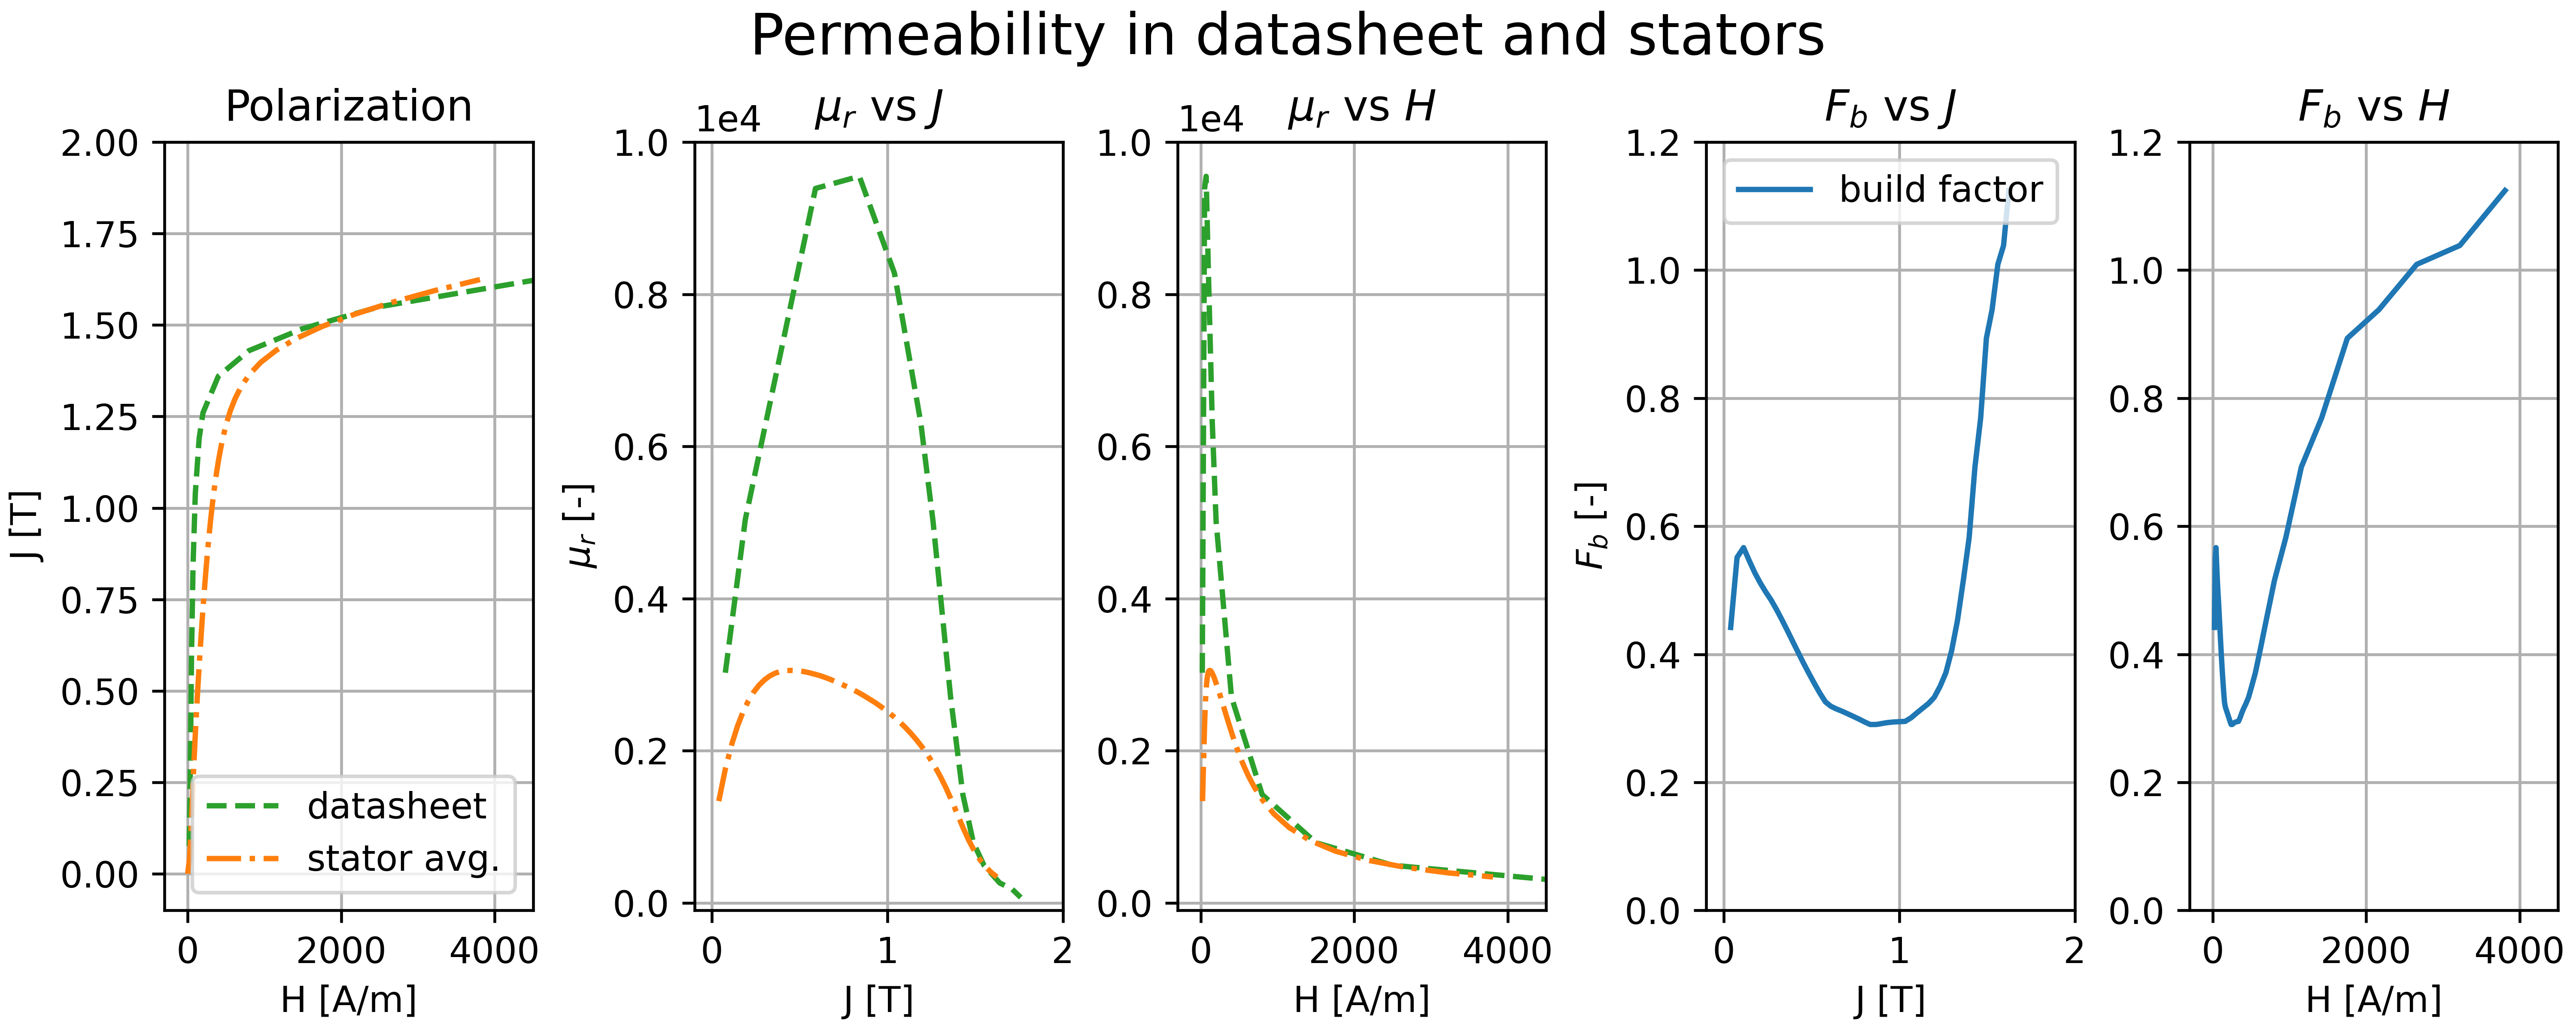 Permeability in datasheet and stators
Polarization
J [T]
2.00
1.75
1.50
1.25
1.00
0.75
0.50
0.25
0.00
datasheet
stator avg.
0 2000 4000
H [A/m]
μr vs J
1e4
μr [-]
1.0
0.8
0.6
0.4
0.2
0.0
0 1 2
J [T]
μr vs H
1e4
1.0
0.8
0.6
0.4
0.2
0.0
0 2000 4000
H [A/m]
Fb vs J
Fb [-]
1.2
1.0
0.8
0.6
0.4
0.2
0.0
build factor
0 1 2
J [T]
Fb vs H
1.2
1.0
0.8
0.6
0.4
0.2
0.0
0 2000 4000
H [A/m]